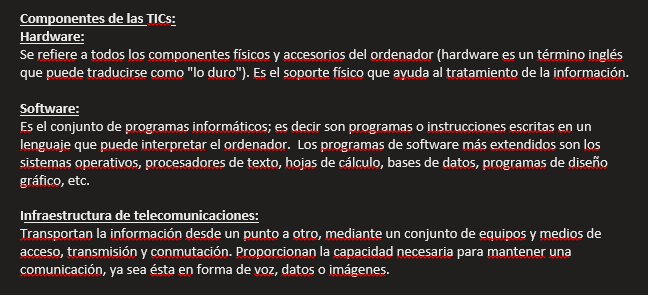 Componentes de las TICs:
Hardware:
Se refiere a todos los componentes físicos y accesorios del ordenador (hardware es un término inglés
que puede traducirse como "lo duro"). Es el soporte físico que ayuda al tratamiento de la información.
Software:
Es el conjunto de programas informáticos; es decir son programas o instrucciones escritas en un
lenguaje que puede interpretar el ordenador.  Los programas de software más extendidos son los
sistemas operativos, procesadores de texto, hojas de cálculo, bases de datos, programas de diseño
gráfico, etc.
Infraestructura de telecomunicaciones:
Transportan la información desde un punto a otro, mediante un conjunto de equipos y medios de
acceso, transmisión y conmutación. Proporcionan la capacidad necesaria para mantener una
comunicación, ya sea ésta en forma de voz, datos o imágenes.